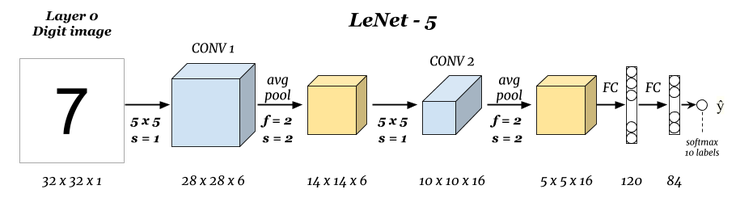 Layer 0
Digit image
LeNet - 5
7
CONV 1
avg
pool
CONV 2
avg
pool
FC
FC
ŷ
5 x 5
s = 1
f = 2
s = 2
5 x 5
s = 1
f = 2
s = 2
softmax
10 labels
32 x 32 x 1
28 x 28 x 6
14 x 14 x 6
10 x 10 x 16
5 x 5 x 16
120
84